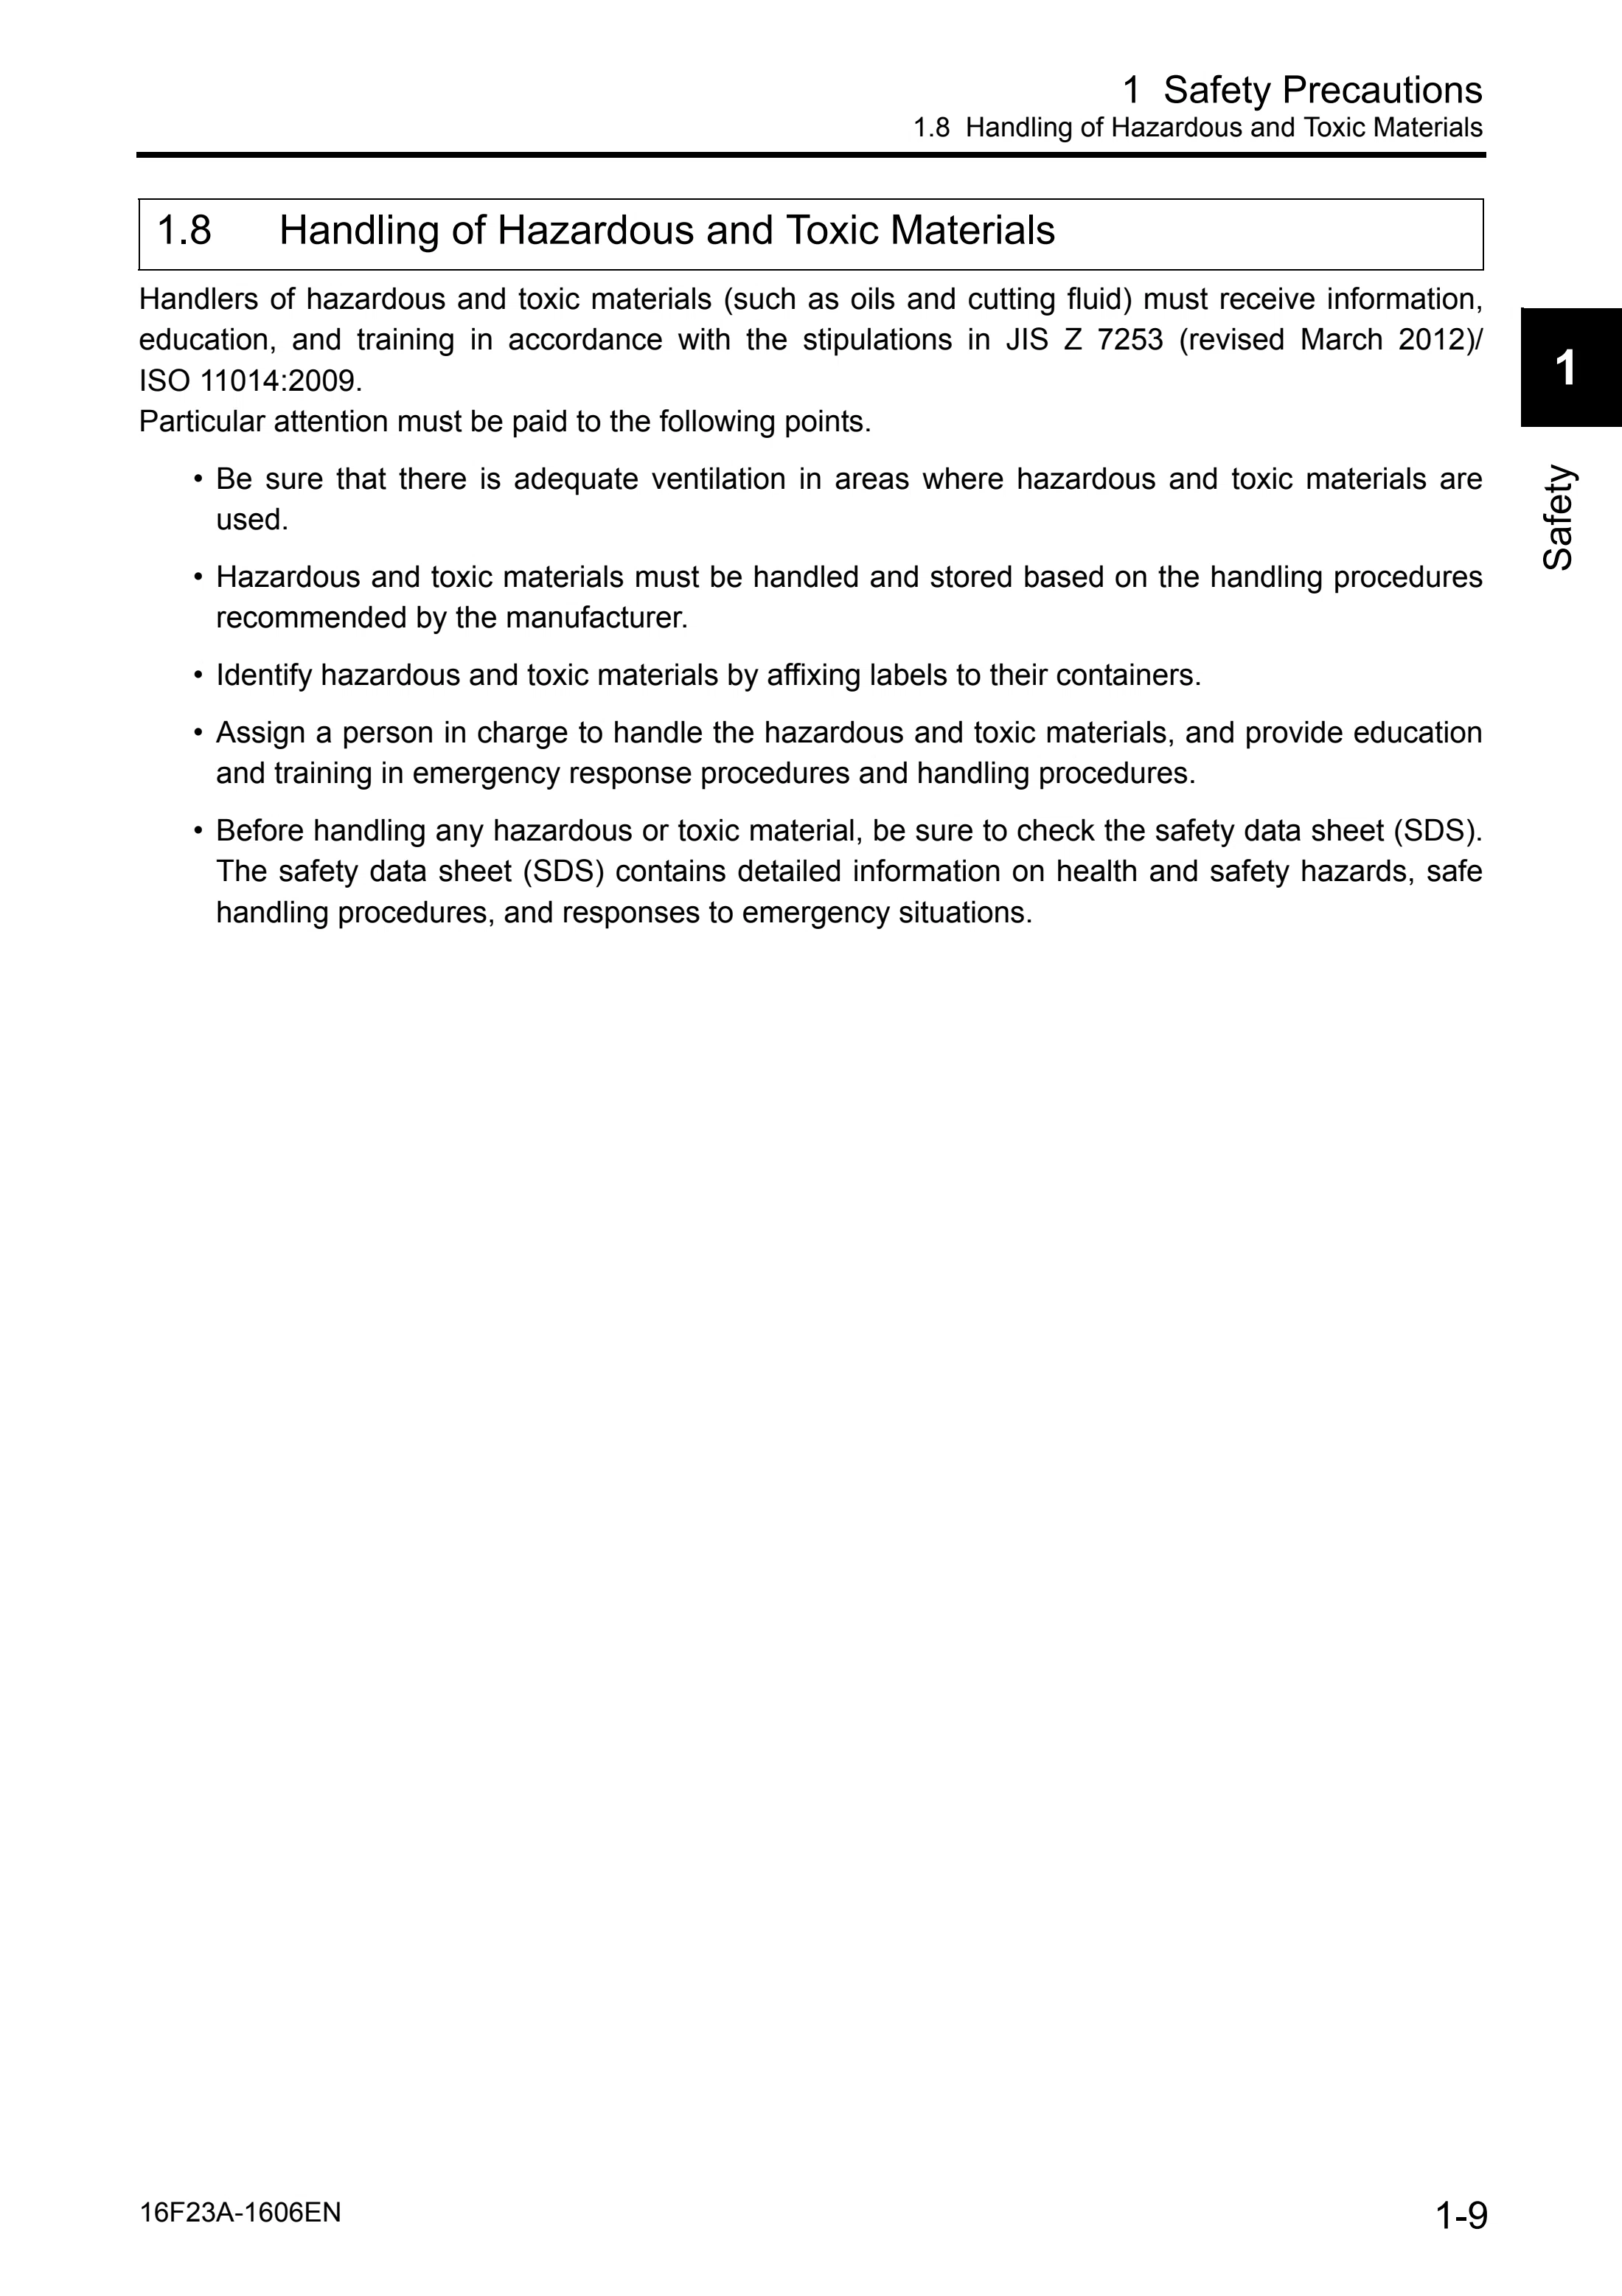 1 Safety Precautions
1.8 Handling of Hazardous and Toxic Materials
1.8 Handling of Hazardous and Toxic Materials
Handlers of hazardous and toxic materials (such as oils and cutting fluid) must receive information,
education, and training in accordance with the stipulations in JIS Z 7253 (revised March 2012)/
ISO 11014:2009.
Particular attention must be paid to the following points.
• Be sure that there is adequate ventilation in areas where hazardous and toxic materials are
used.
• Hazardous and toxic materials must be handled and stored based on the handling procedures
recommended by the manufacturer.
• Identify hazardous and toxic materials by affixing labels to their containers.
• Assign a person in charge to handle the hazardous and toxic materials, and provide education
and training in emergency response procedures and handling procedures.
• Before handling any hazardous or toxic material, be sure to check the safety data sheet (SDS).
The safety data sheet (SDS) contains detailed information on health and safety hazards, safe
handling procedures, and responses to emergency situations.
1
Safety
16F23A-1606EN
1-9